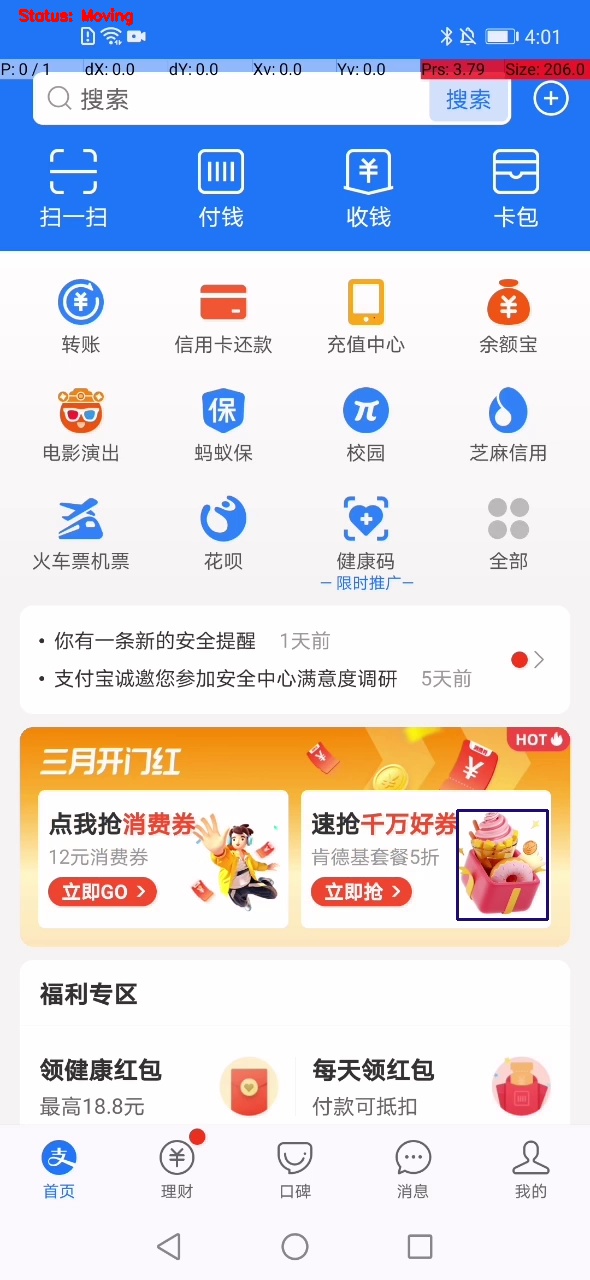 Status: Moving
4:01
P: 0 / 1 dX: 0.0 dY: 0.0 Xv: 0.0 Yv: 0.0 Prs: 3.79 Size: 206.0
搜索 搜索
扫一扫 付钱 收钱 卡包
转账 信用卡还款 充值中心 余额宝
保 π
电影演出 蚂蚁保 校园 芝麻信用
火车票机票 花呗 健康码 全部
限时推广
• 你有一条新的安全提醒 1天前
• 支付宝诚邀您参加安全中心满意度调研 5天前
HOT
三月开门红
点我抢消费券 速抢千万好券
12元消费券 肯德基套餐5折
立即GO 立即抢
福利专区
领健康红包 每天领红包
最高18.8元 付款可抵扣
支
首页 理财 口碑 消息 我的